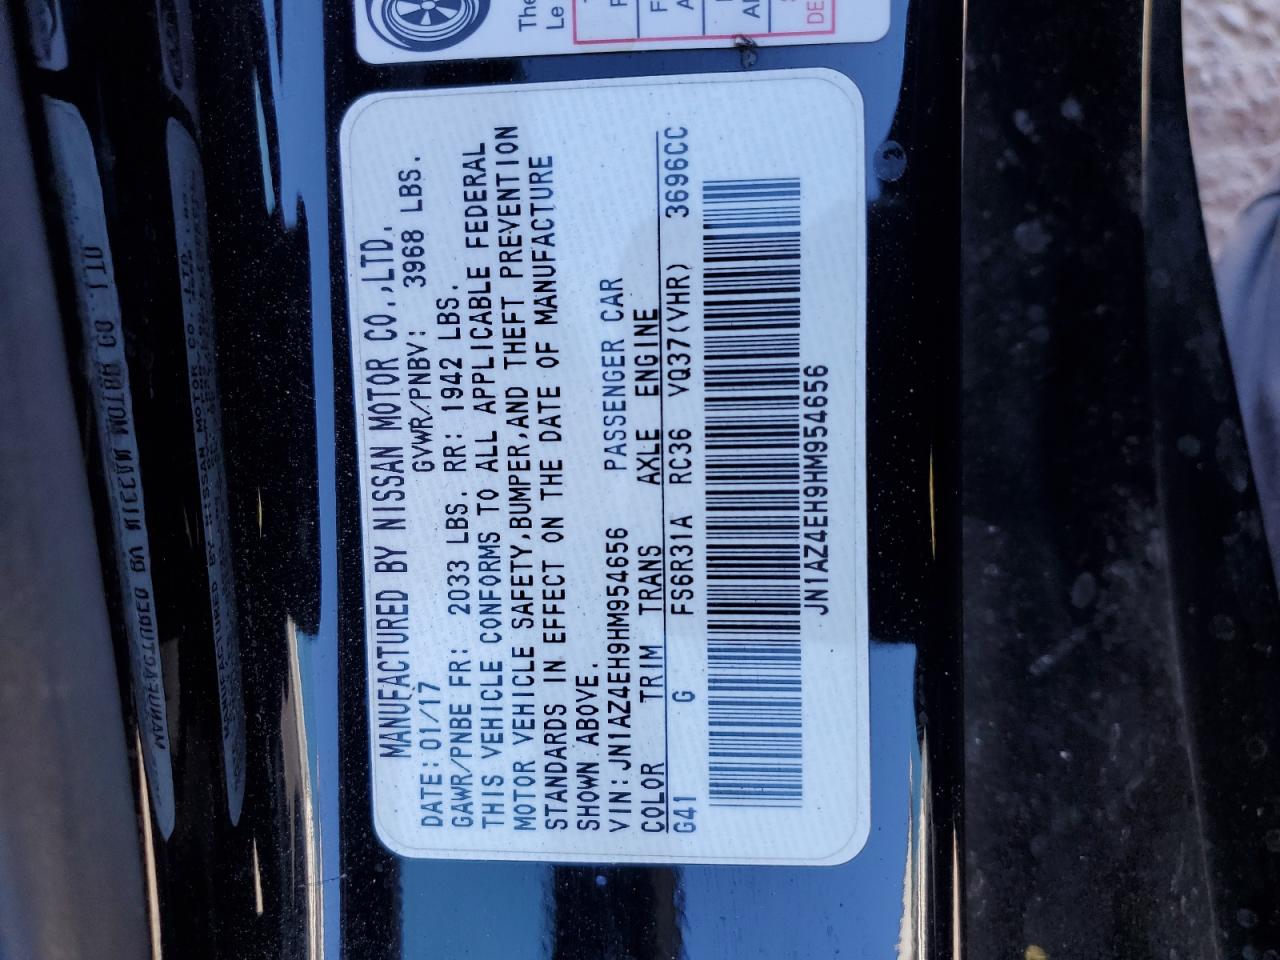 The
Le
DE
MANUFACTURED BY NISSAN MOTOR CO.,LTD.
DATE:01/17 GVWR/PNBV: 3968 LBS.
GAWR/PNBE FR: 2033 LBS. RR: 1942 LBS.
THIS VEHICLE CONFORMS TO ALL APPLICABLE FEDERAL
MOTOR VEHICLE SAFETY,BUMPER,AND THEFT PREVENTION
STANDARDS IN EFFECT ON THE DATE OF MANUFACTURE
SHOWN ABOVE.
VIN:JN1AZ4EH9HM954656 PASSENGER CAR
COLOR TRIM TRANS AXLE ENGINE
G41 G FS6R31A RC36 VQ37(VHR) 3696CC
JN1AZ4EH9HM954656